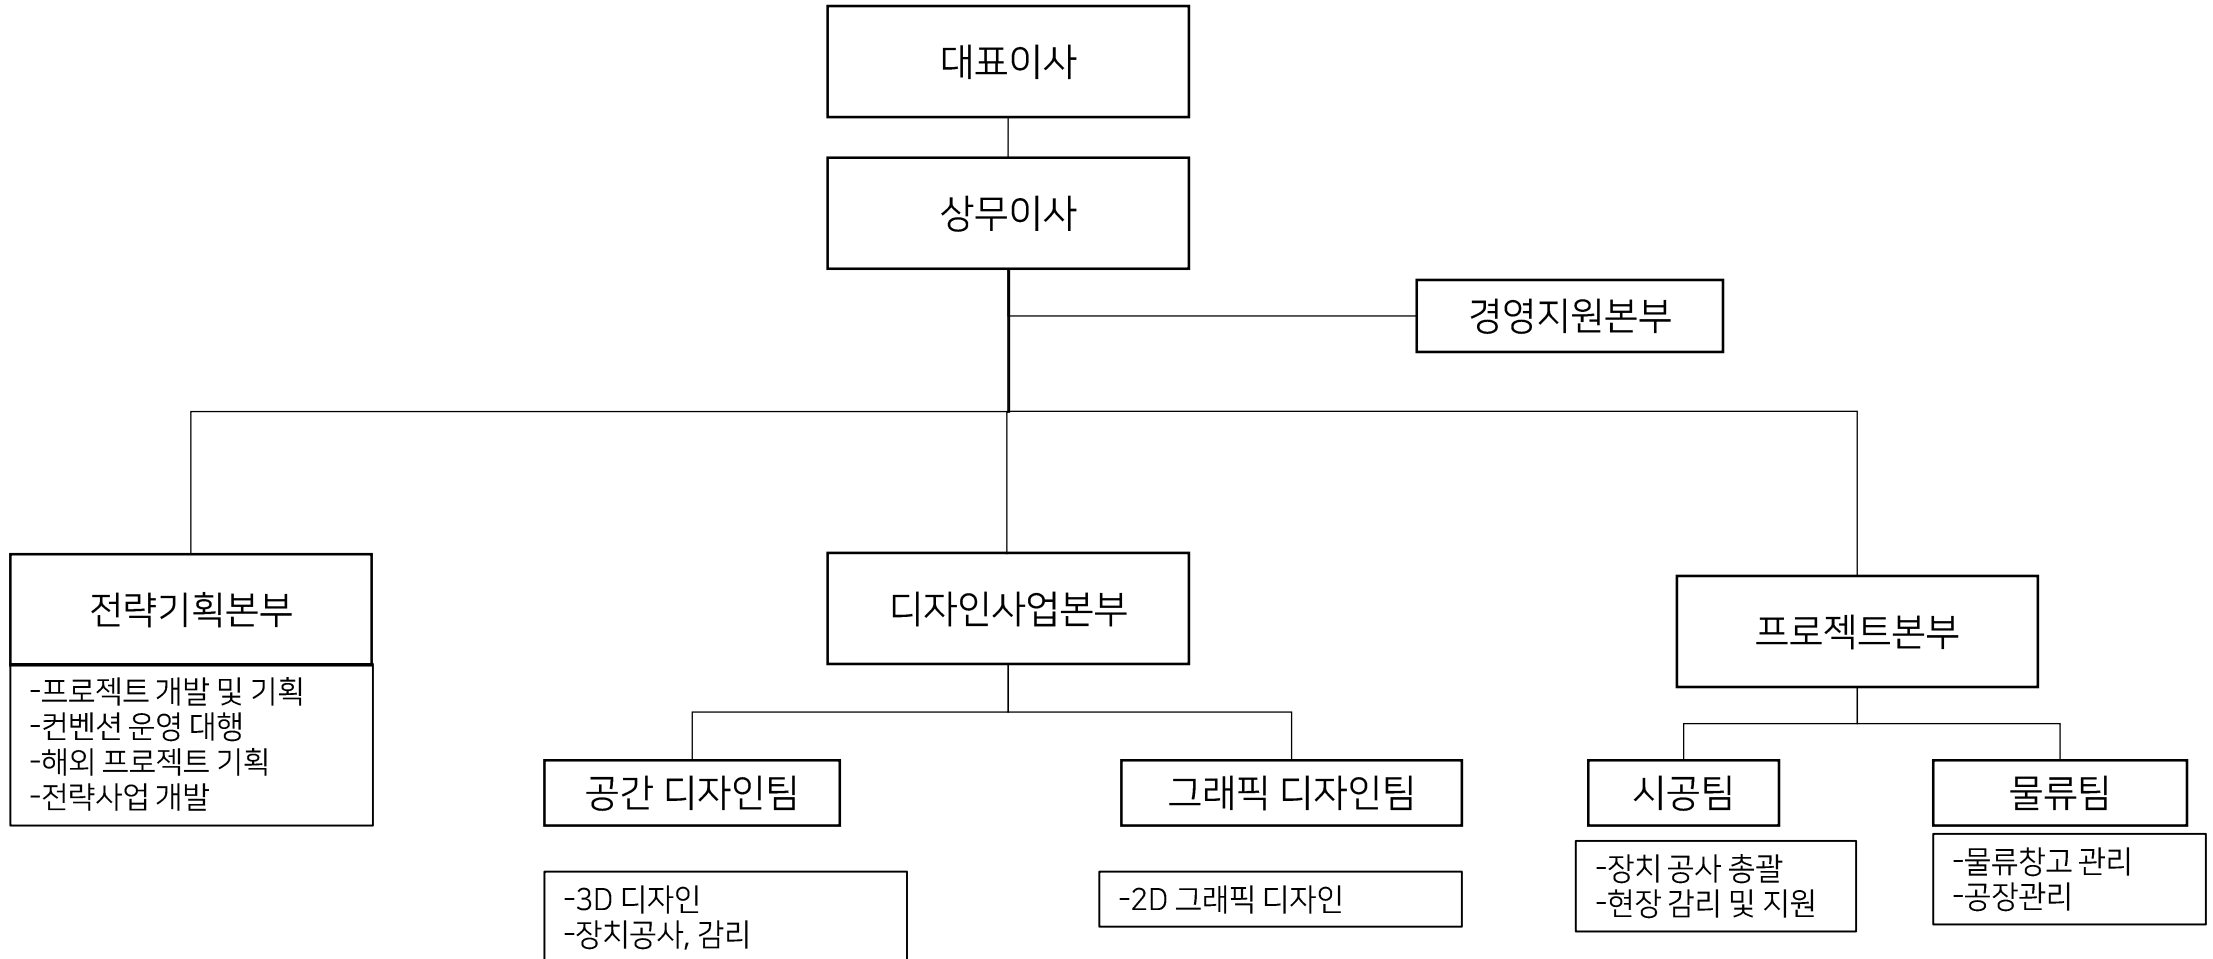 대표이사
상무이사
경영지원본부
전략기획본부
-프로젝트 개발 및 기획
-컨벤션 운영 대행
-해외 프로젝트 기획
-전략사업 개발
디자인사업본부
공간 디자인팀
-3D 디자인
-장치공사, 감리
그래픽 디자인팀
-2D 그래픽 디자인
프로젝트본부
시공팀
-장치 공사 총괄
-현장 감리 및 지원
물류팀
-물류창고 관리
-공장관리